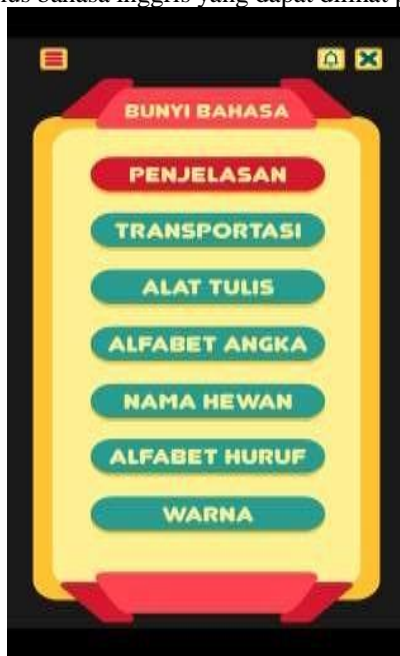 BUNYI BAHASA
PENJELASAN
TRANSPORTASI
ALAT TULIS
ALFABET ANGKA
NAMA HEWAN
ALFABET HURUF
WARNA